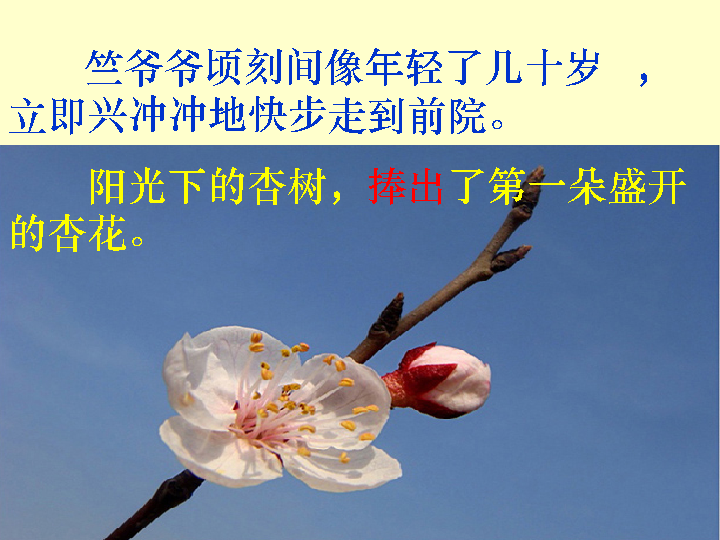 竺爷爷顷刻间像年轻了几十岁 ，
立即兴冲冲地快步走到前院。
阳光下的杏树，捧出了第一朵盛开
的杏花。